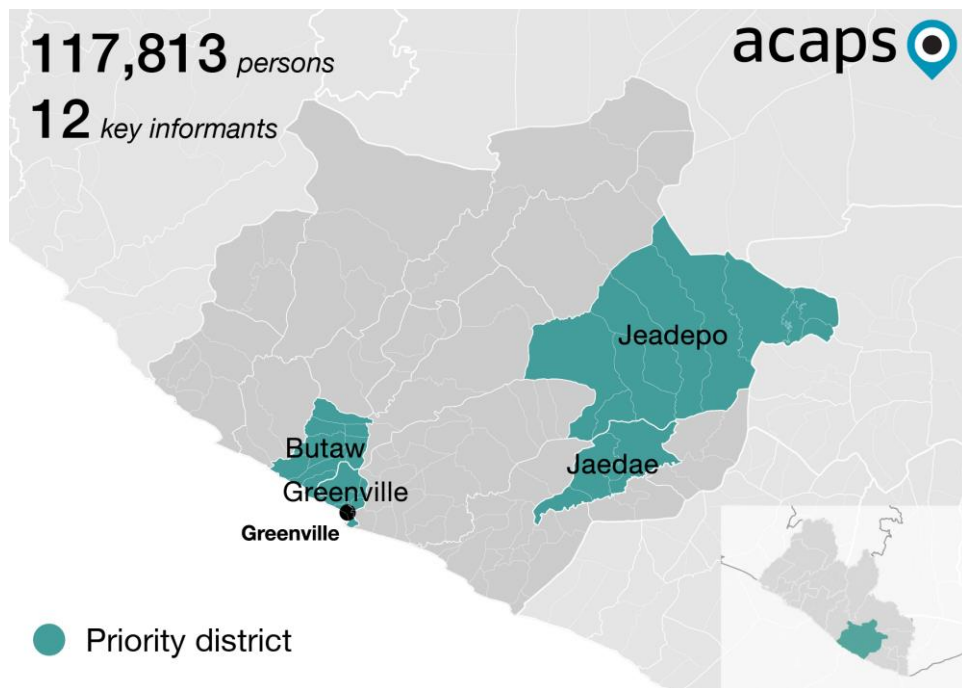 117,813 persons
acaps
12 key informants
Jeadepo
Butaw
Jaedae
Greenville
Greenville
Priority district